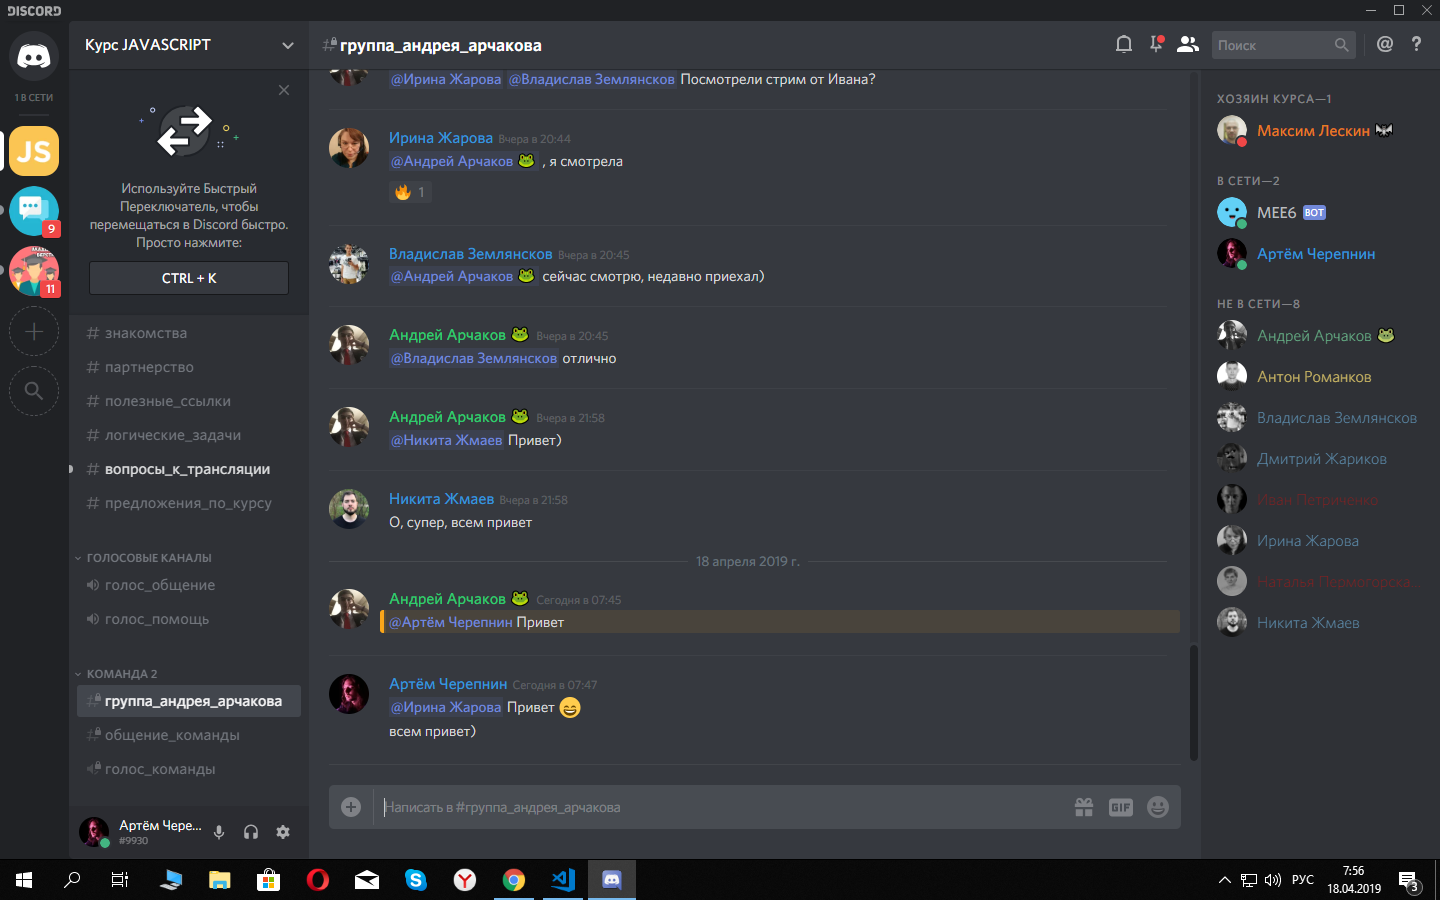 DISCORD
1 В СЕТИ
JS
9
АКАДЕ
ВЕРСТ
11
Курс JAVASCRIPT
Используйте Быстрый
Переключатель, чтобы
перемещаться в Discord быстро.
Просто нажмите:
CTRL + K
# знакомства
# партнерство
# полезные_ссылки
# логические_задачи
# вопросы_к_трансляции
# предложения_по_курсу
ГОЛОСОВЫЕ КАНАЛЫ
голос_общение
голос_помощь
КОМАНДА 2
# группа_андрея_арчакова
# общение_команды
голос_команды
Артём Чере...
#9930
# группа_андрея_арчакова
Поиск
@ ?
@Ирина Жарова @Владислав Землянсков Посмотрели стрим от Ивана?
Ирина Жарова Вчера в 20:44
@Андрей Арчаков 🐸 , я смотрела
🔥 1
Владислав Землянсков Вчера в 20:45
@Андрей Арчаков 🐸 сейчас смотрю, недавно приехал)
Андрей Арчаков 🐸 Вчера в 20:45
@Владислав Землянсков отлично
Андрей Арчаков 🐸 Вчера в 21:58
@Никита Жмаев Привет)
Никита Жмаев Вчера в 21:58
О, супер, всем привет
18 апреля 2019 г.
Андрей Арчаков 🐸 Сегодня в 07:45
@Артём Черепнин Привет
Артём Черепнин Сегодня в 07:47
@Ирина Жарова Привет 😄
всем привет)
Написать в #группа_андрея_арчакова
GIF
ХОЗЯИН КУРСА—1
Максим Лескин
В СЕТИ—2
MEE6 БОТ
Артём Черепнин
НЕ В СЕТИ—8
Андрей Арчаков 🐸
Антон Романков
Владислав Землянсков
Дмитрий Жариков
Иван Петриченко
Ирина Жарова
Наталья Пермогорска
Никита Жмаев
РУС
7:56
18.04.2019
3